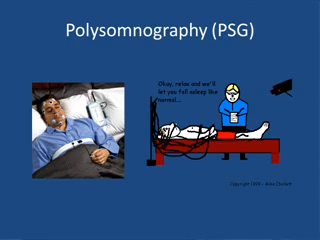 Polysomnography (PSG)
Okay, relax and we'll
let you fall asleep like
normal...